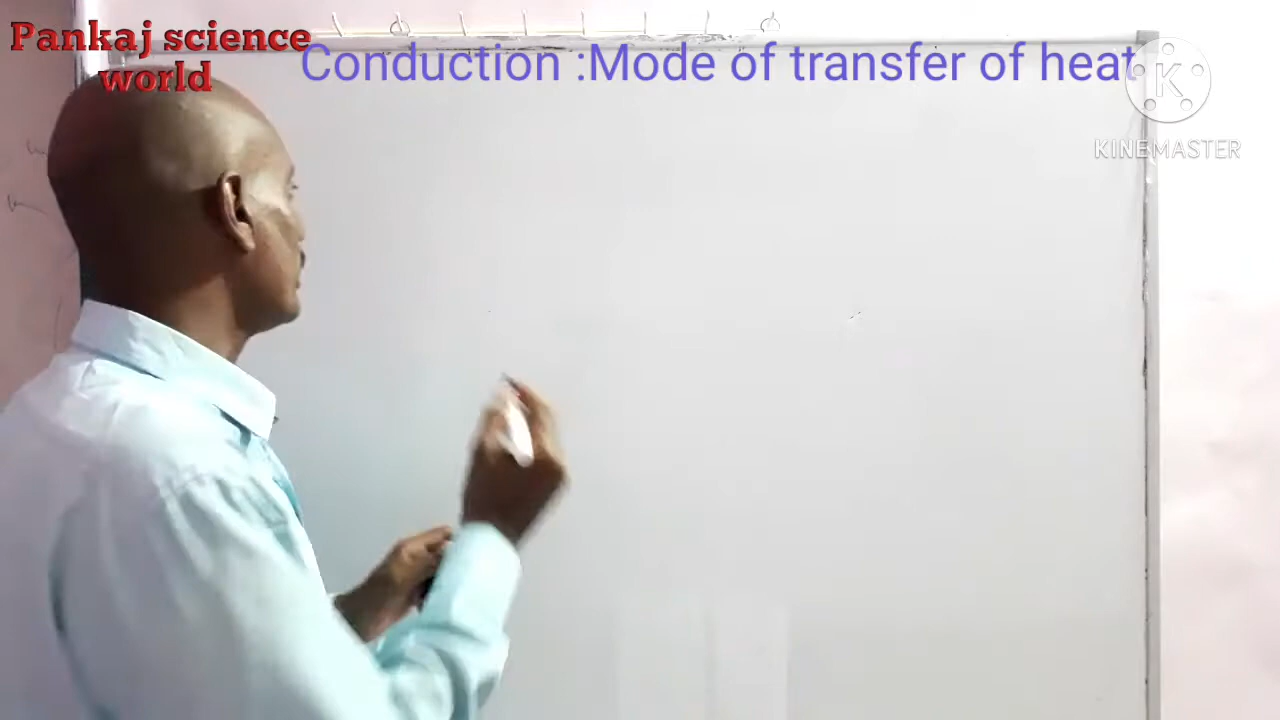 Pankaj science
world
Conduction :Mode of transfer of heat
K
KINEMASTER